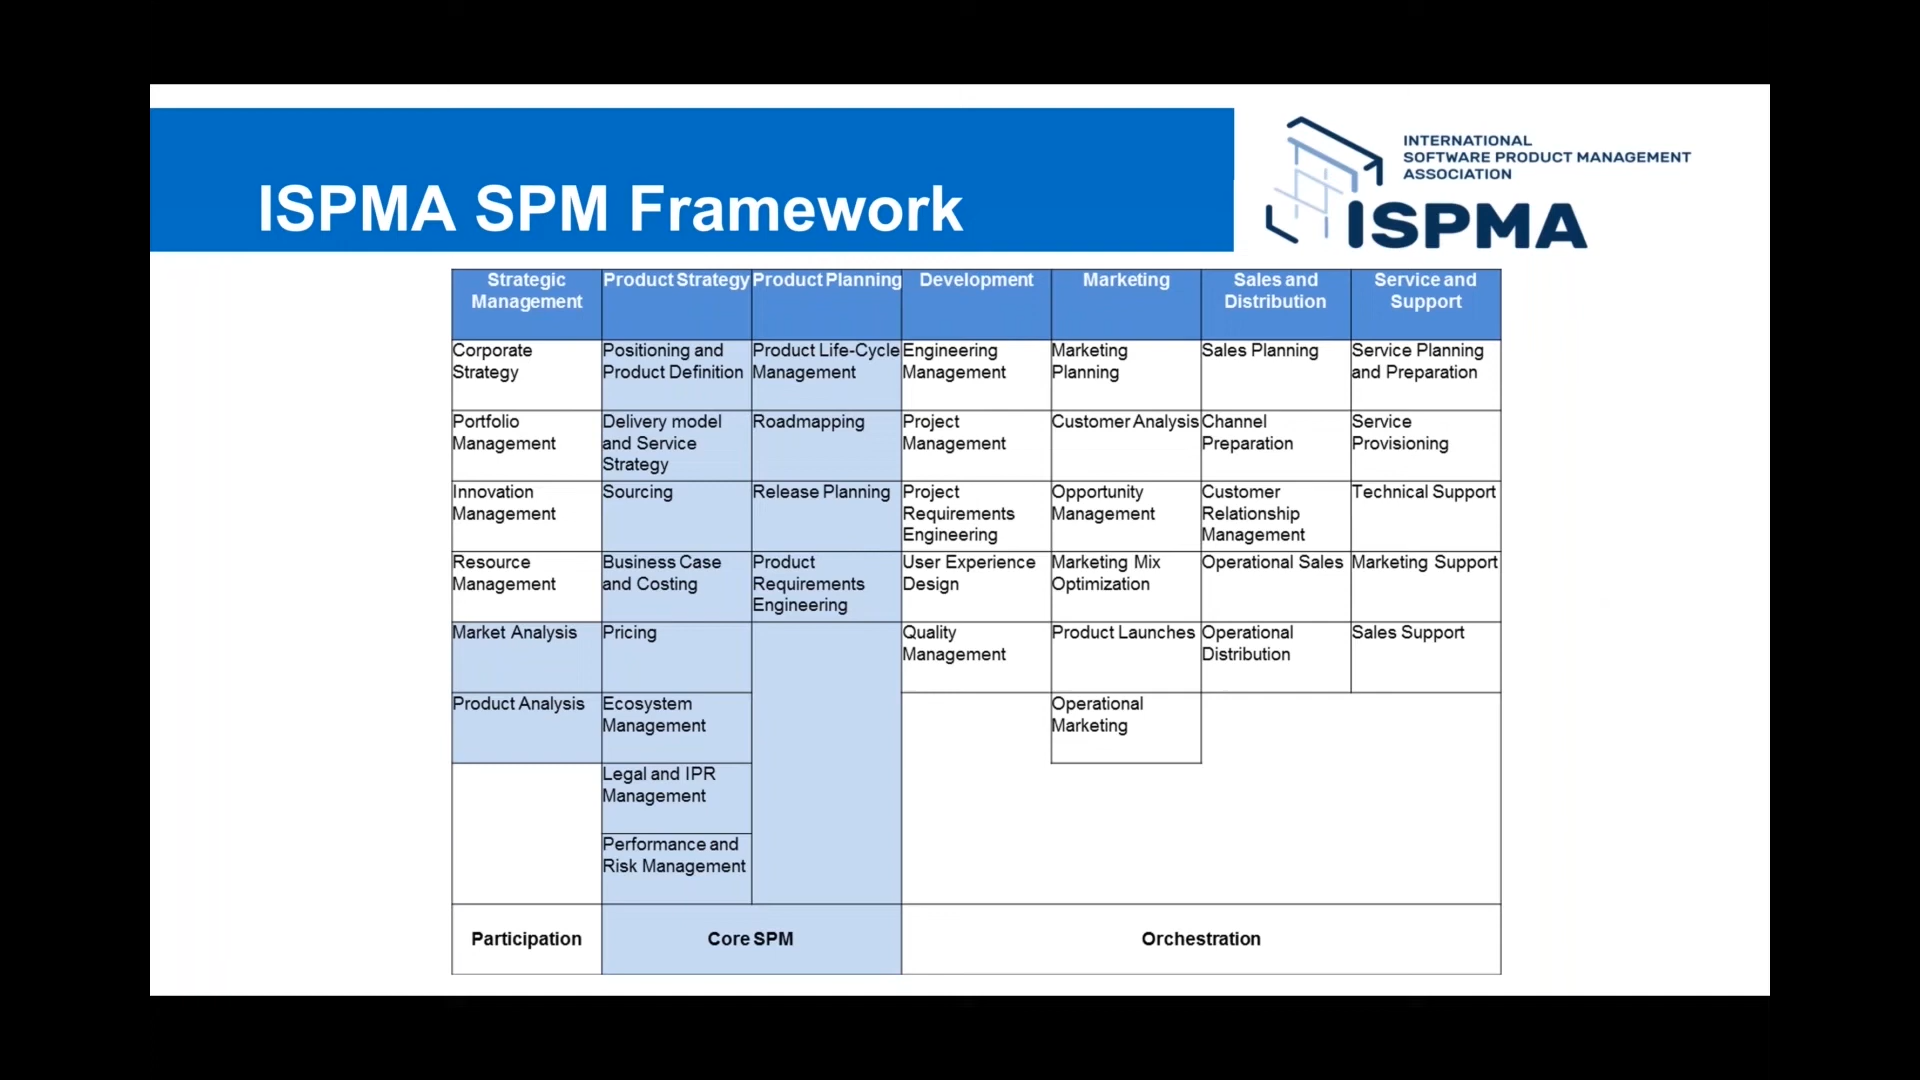 ISPMA SPM Framework
INTERNATIONAL
SOFTWARE PRODUCT MANAGEMENT
ASSOCIATION
ISPMA
Strategic
Management
Product Strategy
Product Planning
Development
Marketing
Sales and
Distribution
Service and
Support
Corporate
Strategy
Positioning and
Product Definition
Product Life-Cycle
Management
Engineering
Management
Marketing
Planning
Sales Planning
Service Planning
and Preparation
Portfolio
Management
Delivery model
and Service
Strategy
Roadmapping
Project
Management
Customer Analysis
Channel
Preparation
Service
Provisioning
Innovation
Management
Sourcing
Release Planning
Project
Requirements
Engineering
Opportunity
Management
Customer
Relationship
Management
Technical Support
Resource
Management
Business Case
and Costing
Product
Requirements
Engineering
User Experience
Design
Marketing Mix
Optimization
Operational Sales
Marketing Support
Market Analysis
Pricing
Quality
Management
Product Launches
Operational
Distribution
Sales Support
Product Analysis
Ecosystem
Management
Operational
Marketing
Legal and IPR
Management
Performance and
Risk Management
Participation
Core SPM
Orchestration